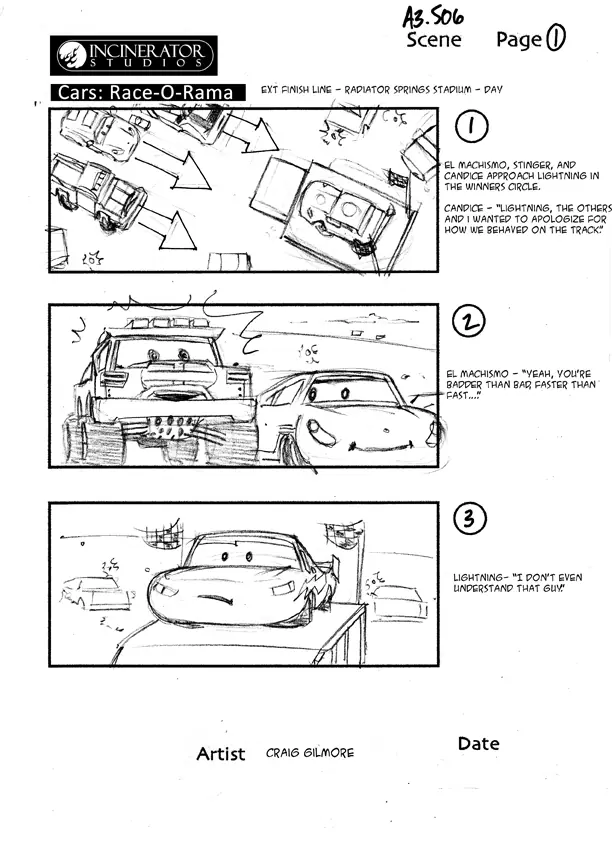 A3.506
Scene Page 1
INCINERATOR
STUDIOS
Cars: Race-O-Rama
EXT FINISH LINE - RADIATOR SPRINGS STADIUM - DAY
1
EL MACHISMO, STINGER, AND
CANDICE APPROACH LIGHTNING IN
THE WINNERS CIRCLE.
CANDICE - "LIGHTNING, THE OTHERS
AND I WANTED TO APOLOGIZE FOR
HOW WE BEHAVED ON THE TRACK."
2
EL MACHISMO - "YEAH, YOU'RE
BADDER THAN BAD, FASTER THAN
FAST...."
3
LIGHTNING- "I DON'T EVEN
UNDERSTAND THAT GUY."
Artist CRAIG GILMORE
Date